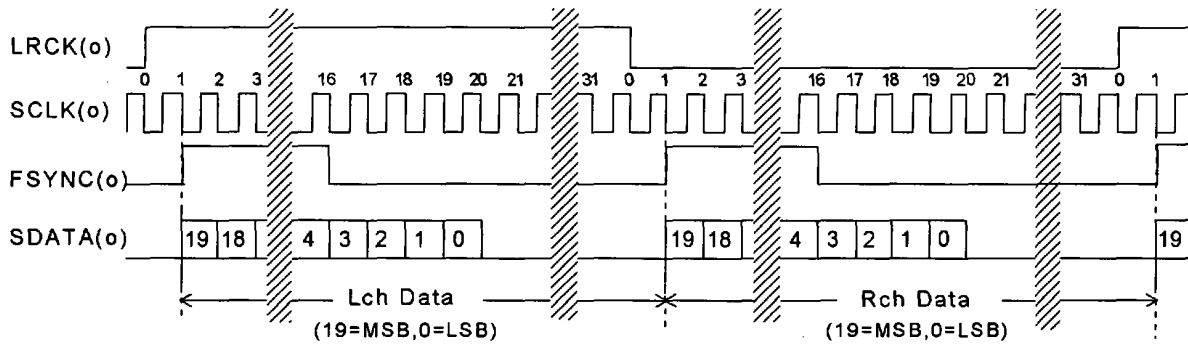 LRCK(o)
0 1 2 3 16 17 18 19 20 21 31 0 1 2 3 16 17 18 19 20 21 31 0 1
SCLK(o)
FSYNC(o)
SDATA(o) 19 18 4 3 2 1 0 19 18 4 3 2 1 0 19
Lch Data Rch Data
(19=MSB,0=LSB) (19=MSB,0=LSB)